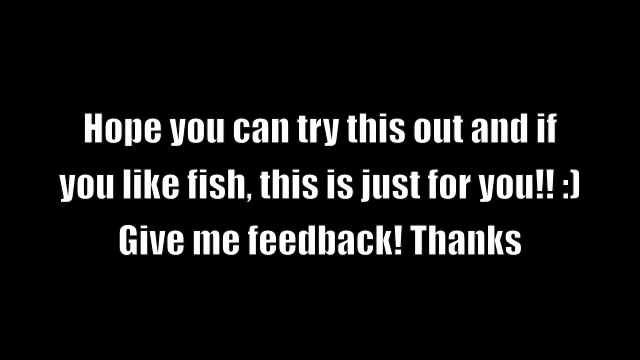 Hope you can try this out and if
you like fish, this is just for you!! :)
Give me feedback! Thanks